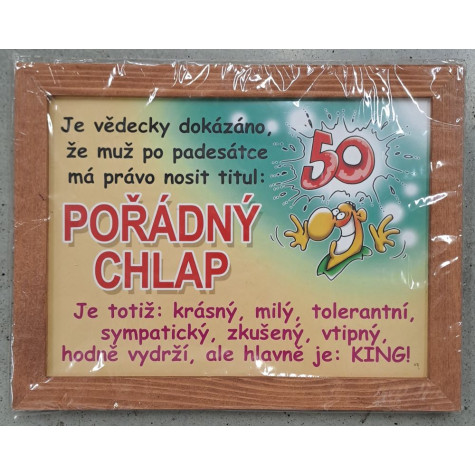 Je vědecky dokázáno,
že muž po padesátce
má právo nosit titul:
50
POŘÁDNÝ
CHLAP
Je totiž: krásný, milý, tolerantní,
sympatický, zkušený, vtipný,
hodně vydrží, ale hlavně je: KING!